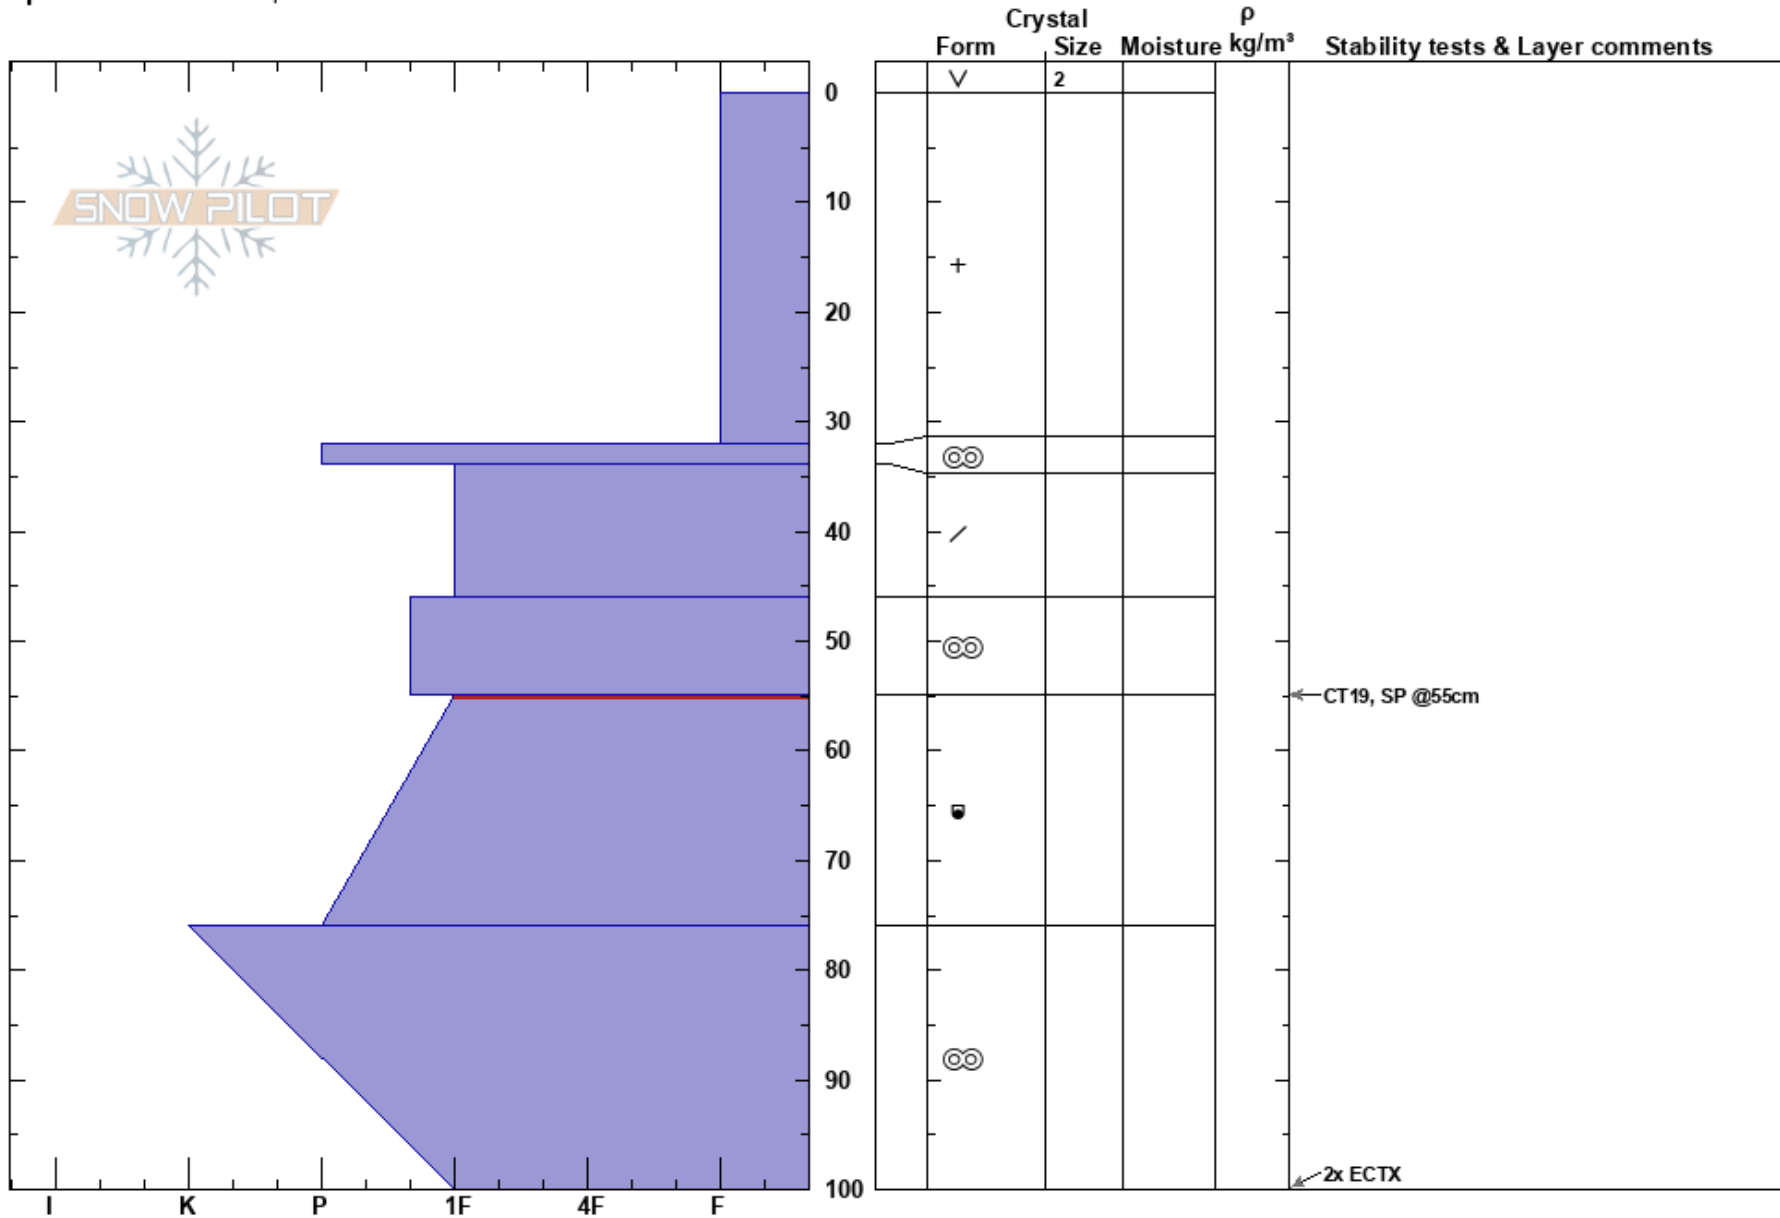 Crystal
ρ
Form Size Moisture kg/m³ Stability tests & Layer comments
2
0
SNOW PILOT
10
20
30
40
50
CT19, SP @55cm
60
70
80
90
2x ECTX
100
I K P 1F 4F F